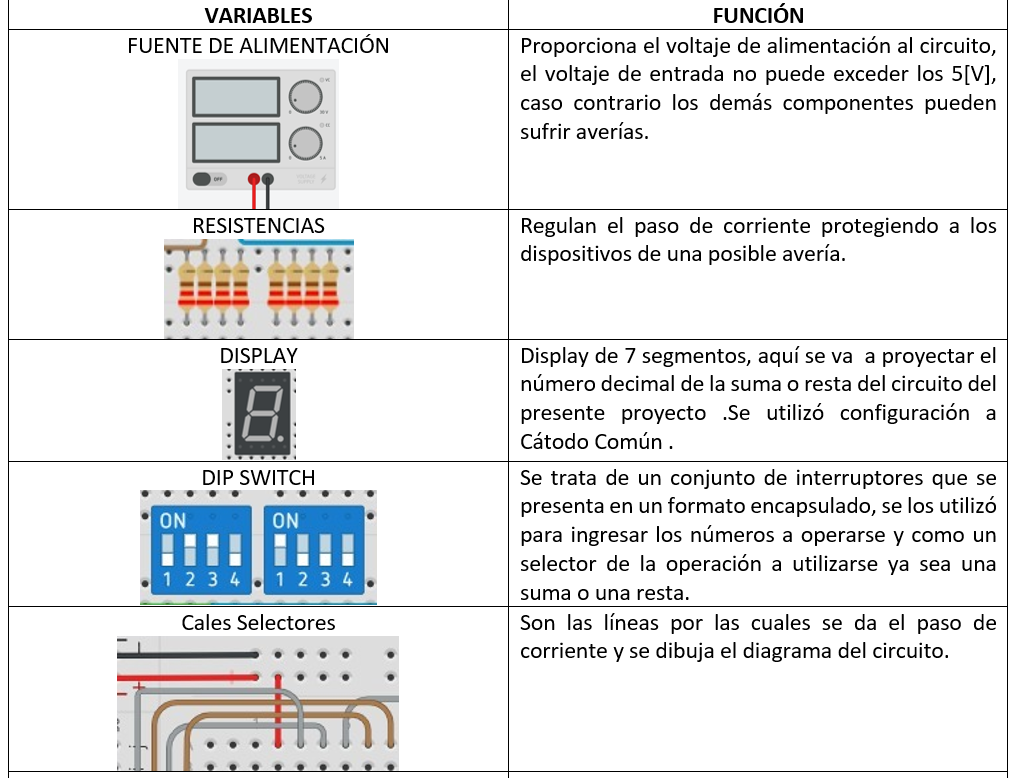 VARIABLES
FUNCIÓN
FUENTE DE ALIMENTACIÓN
OFF
Proporciona el voltaje de alimentación al circuito,
el voltaje de entrada no puede exceder los 5[V],
caso contrario los demás componentes pueden
sufrir averías.
RESISTENCIAS
Regulan el paso de corriente protegiendo a los
dispositivos de una posible avería.
DISPLAY
Display de 7 segmentos, aquí se va  a proyectar el
número decimal de la suma o resta del circuito del
presente proyecto .Se utilizó configuración a
Cátodo Común .
DIP SWITCH
ON
1 2 3 4
ON
1 2 3 4
Se trata de un conjunto de interruptores que se
presenta en un formato encapsulado, se los utilizó
para ingresar los números a operarse y como un
selector de la operación a utilizarse ya sea una
suma o una resta.
Cales Selectores
Son las líneas por las cuales se da el paso de
corriente y se dibuja el diagrama del circuito.